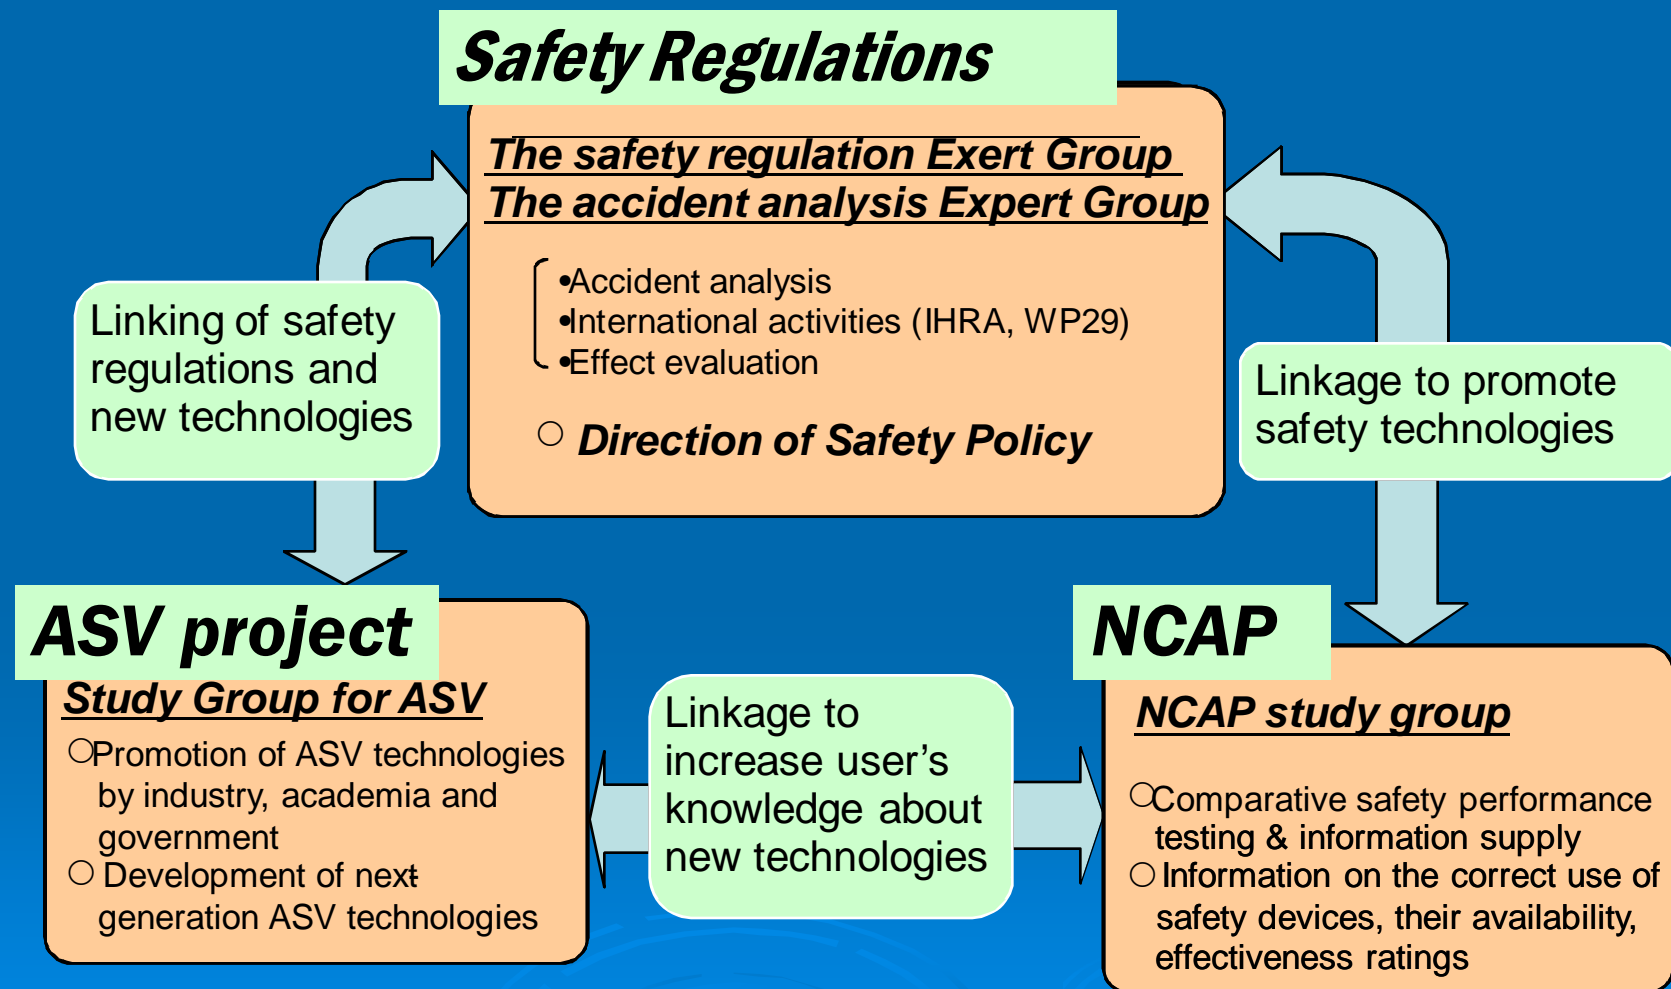 Safety Regulations
The safety regulation Exert Group
The accident analysis Expert Group
•Accident analysis
•International activities (IHRA, WP29)
•Effect evaluation
○ Direction of Safety Policy
Linking of safety
regulations and
new technologies
Linkage to promote
safety technologies
ASV project
Study Group for ASV
○Promotion of ASV technologies
by industry, academia and
government
○ Development of next-
generation ASV technologies
Linkage to
increase user’s
knowledge about
new technologies
NCAP
NCAP study group
○Comparative safety performance
testing & information supply
○ Information on the correct use of
safety devices, their availability,
effectiveness ratings